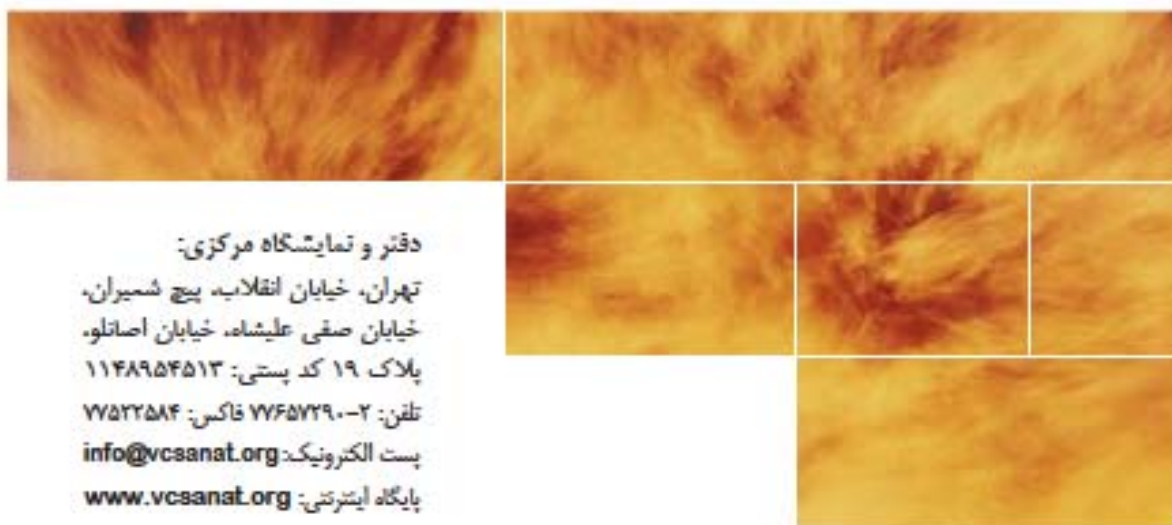 دفتر و نمایشگاه مرکزی:
تهران، خیابان انقلاب، پیچ شمیران،
خیابان صفی علیشاه، خیابان اصانلو،
پلاک ۱۹ کد پستی: ۱۱۴۸۹۵۴۵۱۳
تلفن: ۲-۷۷۶۵۷۲۹۰ فاکس: ۷۷۵۲۲۵۸۴
پست الکترونیک: info@vcsanat.org
پایگاه اینترنتی: www.vcsanat.org